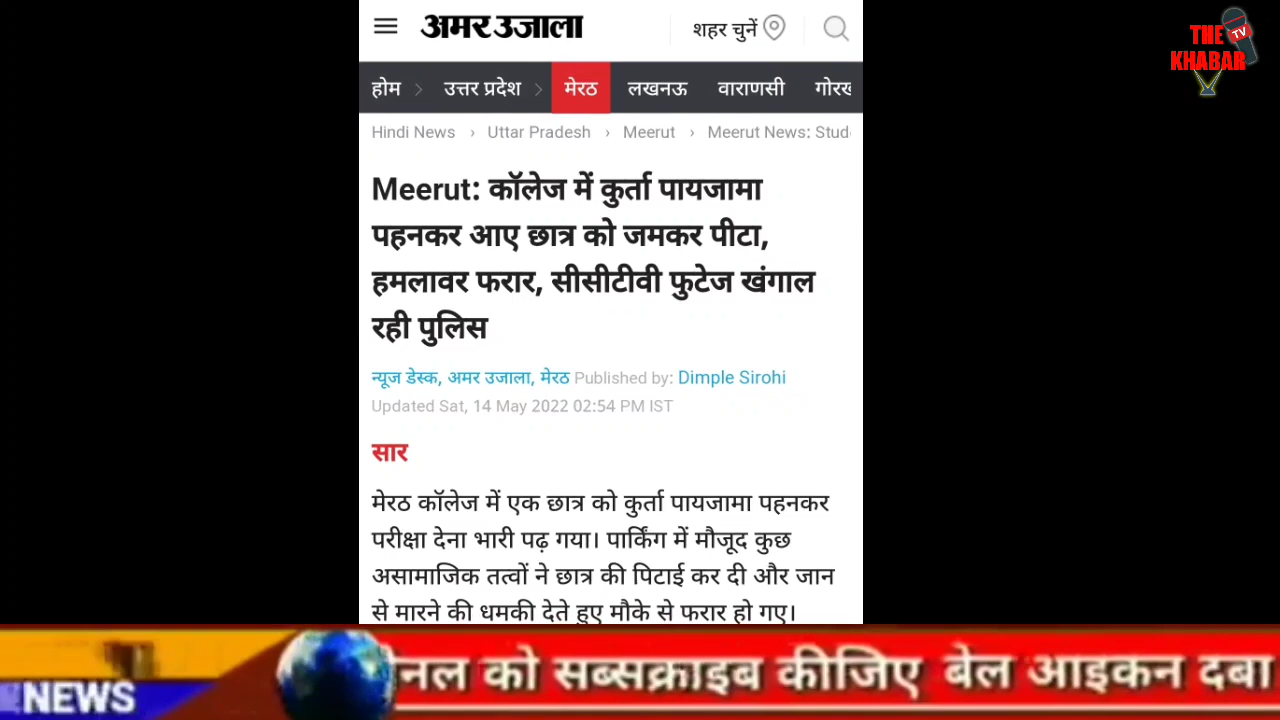 अमर उजाला
शहर चुनें
THE
TV
KHABAR
होम उत्तर प्रदेश मेरठ लखनऊ वाराणसी
Hindi News › Uttar Pradesh › Meerut › Meerut News: Stud
Meerut: कॉलेज में कुर्ता पायजामा
पहनकर आए छात्र को जमकर पीटा,
हमलावर फरार, सीसीटीवी फुटेज खंगाल
रही पुलिस
न्यूज डेस्क, अमर उजाला, मेरठ Published by: Dimple Sirohi
Updated Sat, 14 May 2022 02:54 PM IST
सार
मेरठ कॉलेज में एक छात्र को कुर्ता पायजामा पहनकर
परीक्षा देना भारी पढ़ गया। पार्किंग में मौजूद कुछ
असामाजिक तत्वों ने छात्र की पिटाई कर दी और जान
से मारने की धमकी देते हुए मौके से फरार हो गए।
नल को सब्सक्राइब कीजिए बेल आइकन दबा
NEWS